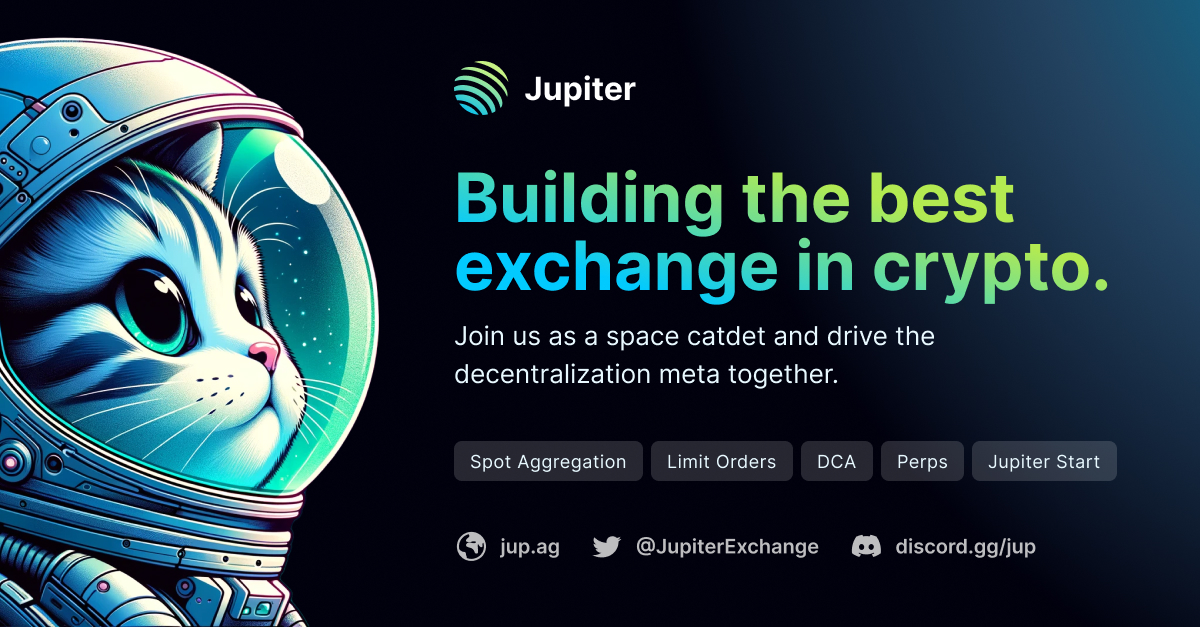 Jupiter
Building the best
exchange in crypto.
Join us as a space catdet and drive the
decentralization meta together.
Spot Aggregation Limit Orders DCA Perps Jupiter Start
jup.ag @JupiterExchange discord.gg/jup